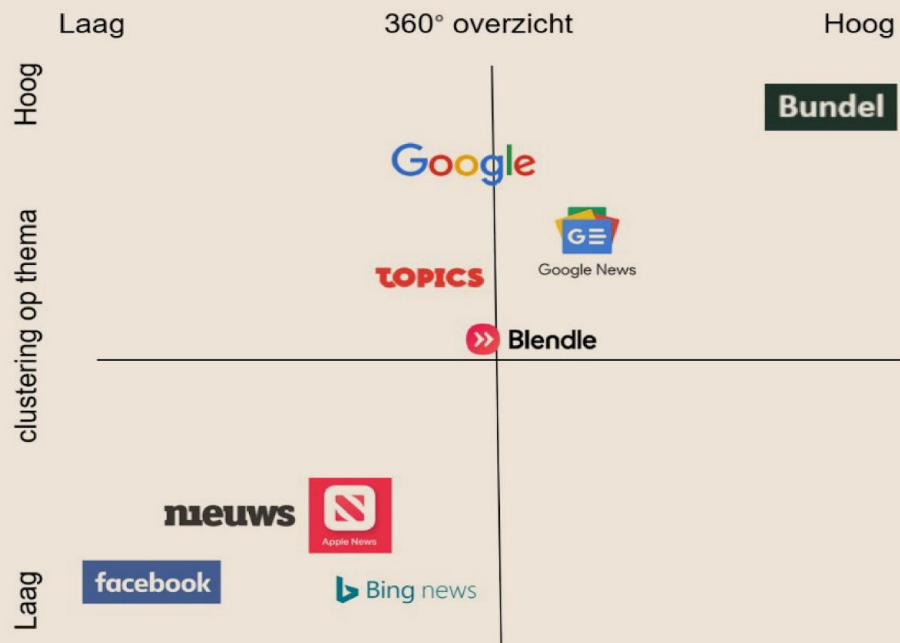 Laag 360° overzicht Hoog
Hoog
clustering op thema
Laag
Bundel
Google
G
Google News
TOPICS
Blendle
nieuws
Apple News
facebook
Bing news